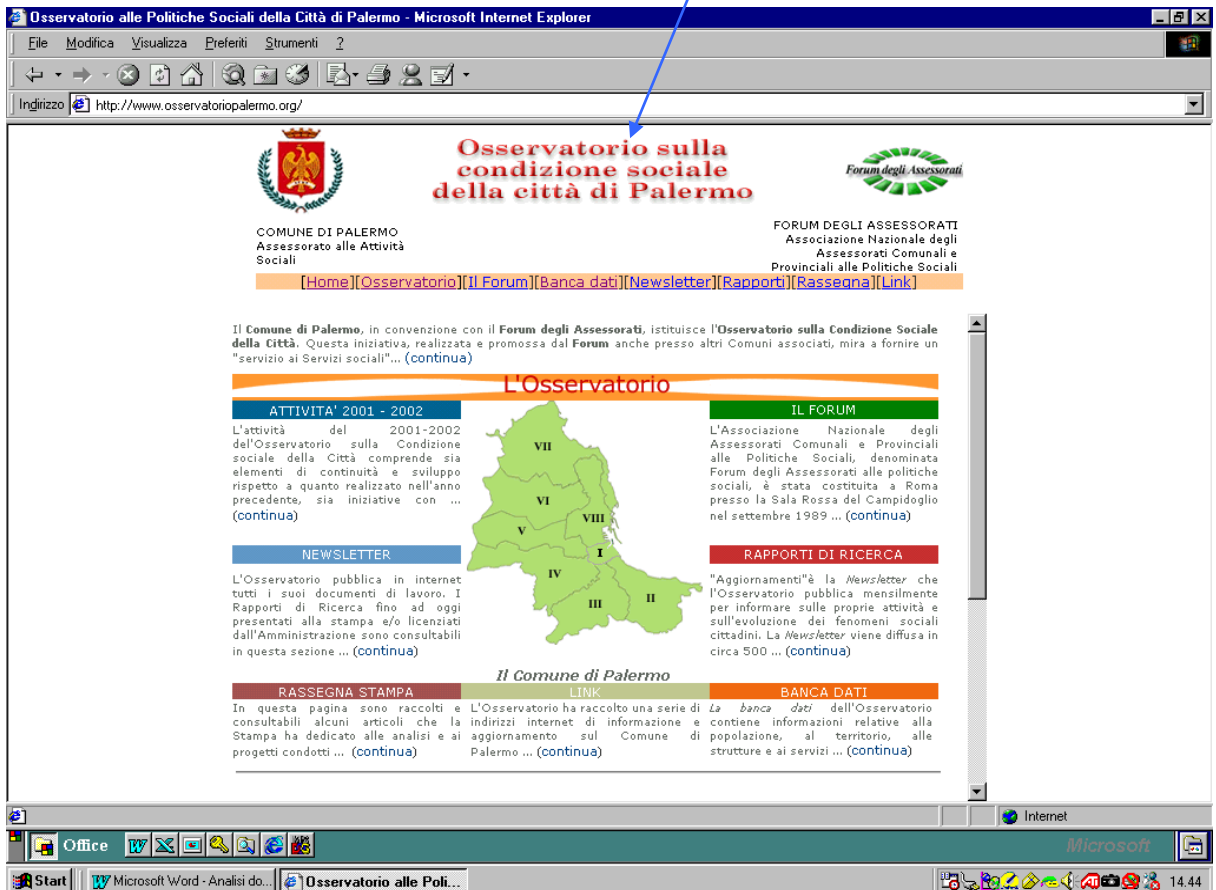 Osservatorio alle Politiche Sociali della Città di Palermo - Microsoft Internet Explorer
File Modifica Visualizza Preferiti Strumenti ?
Indirizzo http://www.osservatoriopalermo.org/
Osservatorio sulla
condizione sociale
della città di Palermo
Forum degli Assessorati
COMUNE DI PALERMO
Assessorato alle Attività
Sociali
FORUM DEGLI ASSESSORATI
Associazione Nazionale degli
Assessorati Comunali e
Provinciali alle Politiche Sociali
[Home][Osservatorio][Il Forum][Banca dati][Newsletter][Rapporti][Rassegna][Link]
Il Comune di Palermo, in convenzione con il Forum degli Assessorati, istituisce l'Osservatorio sulla Condizione Sociale
della Città. Questa iniziativa, realizzata e promossa dal Forum anche presso altri Comuni associati, mira a fornire un
"servizio ai Servizi sociali"... (continua)
L'Osservatorio
ATTIVITA' 2001 - 2002
L'attività del 2001-2002
del'Osservatorio sulla Condizione
sociale della Città comprende sia
elementi di continuità e sviluppo
rispetto a quanto realizzato nell'anno
precedente, sia iniziative con ...
(continua)
NEWSLETTER
L'Osservatorio pubblica in internet
tutti i suoi documenti di lavoro. I
Rapporti di Ricerca fino ad oggi
presentati alla stampa e/o licenziati
dall'Amministrazione sono consultabili
in questa sezione ... (continua)
VII
VI
VIII
V
I
IV
III
II
Il Comune di Palermo
IL FORUM
L'Associazione Nazionale degli
Assessorati Comunali e Provinciali
alle Politiche Sociali, denominata
Forum degli Assessorati alle politiche
sociali, è stata costituita a Roma
presso la Sala Rossa del Campidoglio
nel settembre 1989 ... (continua)
RAPPORTI DI RICERCA
"Aggiornamenti"è la Newsletter che
l'Osservatorio pubblica mensilmente
per informare sulle proprie attività e
sull'evoluzione dei fenomeni sociali
cittadini. La Newsletter viene diffusa in
circa 500 ... (continua)
RASSEGNA STAMPA
In questa pagina sono raccolti e
consultabili alcuni articoli che la
Stampa ha dedicato alle analisi e ai
progetti condotti ... (continua)
LINK
L'Osservatorio ha raccolto una serie di
indirizzi internet di informazione e
aggiornamento sul Comune di
Palermo ... (continua)
BANCA DATI
La banca dati dell'Osservatorio
contiene informazioni relative alla
popolazione, al territorio, alle
strutture e ai servizi ... (continua)
Internet
Office
Microsoft
Start Microsoft Word - Analisi do... Osservatorio alle Poli... 14.44